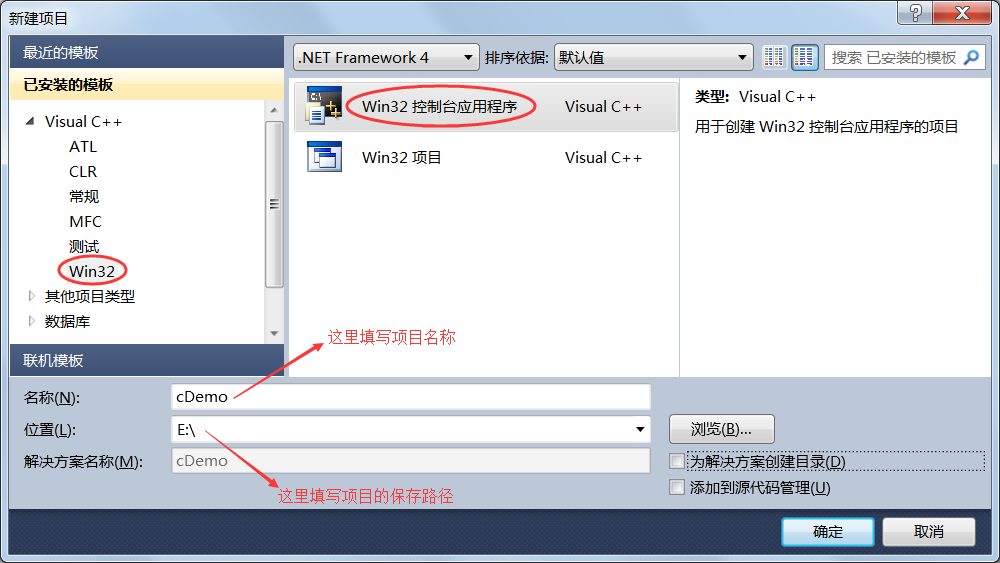 新建项目
最近的模板
已安装的模板
Visual C++
ATL
CLR
常规
MFC
测试
Win32
其他项目类型
数据库
联机模板
.NET Framework 4 排序依据: 默认值 搜索 已安装的模板
Win32 控制台应用程序 Visual C++
Win32 项目 Visual C++
类型: Visual C++
用于创建 Win32 控制台应用程序的项目
这里填写项目名称
名称(N): cDemo
位置(L): E:\ 浏览(B)...
解决方案名称(M): cDemo
为解决方案创建目录(D)
添加到源代码管理(U)
这里填写项目的保存路径
确定 取消